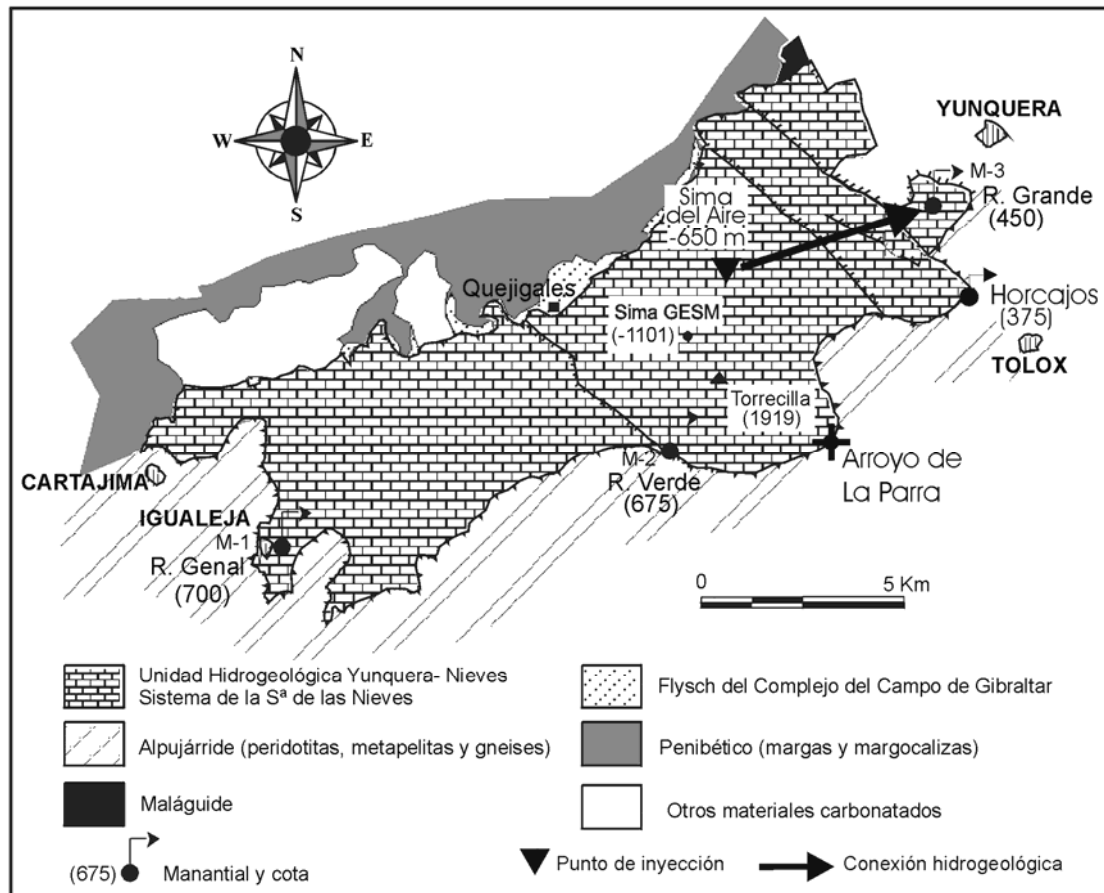 N
W
E
S
YUNQUERA
M-3
R. Grande
(450)
Sima
del Aire
-650 m
Quejigales
Sima GESM
(-1101)
Horcajos
(375)
TOLOX
Torrecilla
(1919)
M-2
R. Verde
(675)
Arroyo de
La Parra
CARTAJIMA
IGUALEJA
M-1
R. Genal
(700)
0
5 Km
Unidad Hidrogeológica Yunquera- Nieves
Sistema de la Sª de las Nieves
Alpujárride (peridotitas, metapelitas y gneises)
Maláguide
(675)
Manantial y cota
Flysch del Complejo del Campo de Gibraltar
Penibético (margas y margocalizas)
Otros materiales carbonatados
Punto de inyección
Conexión hidrogeológica